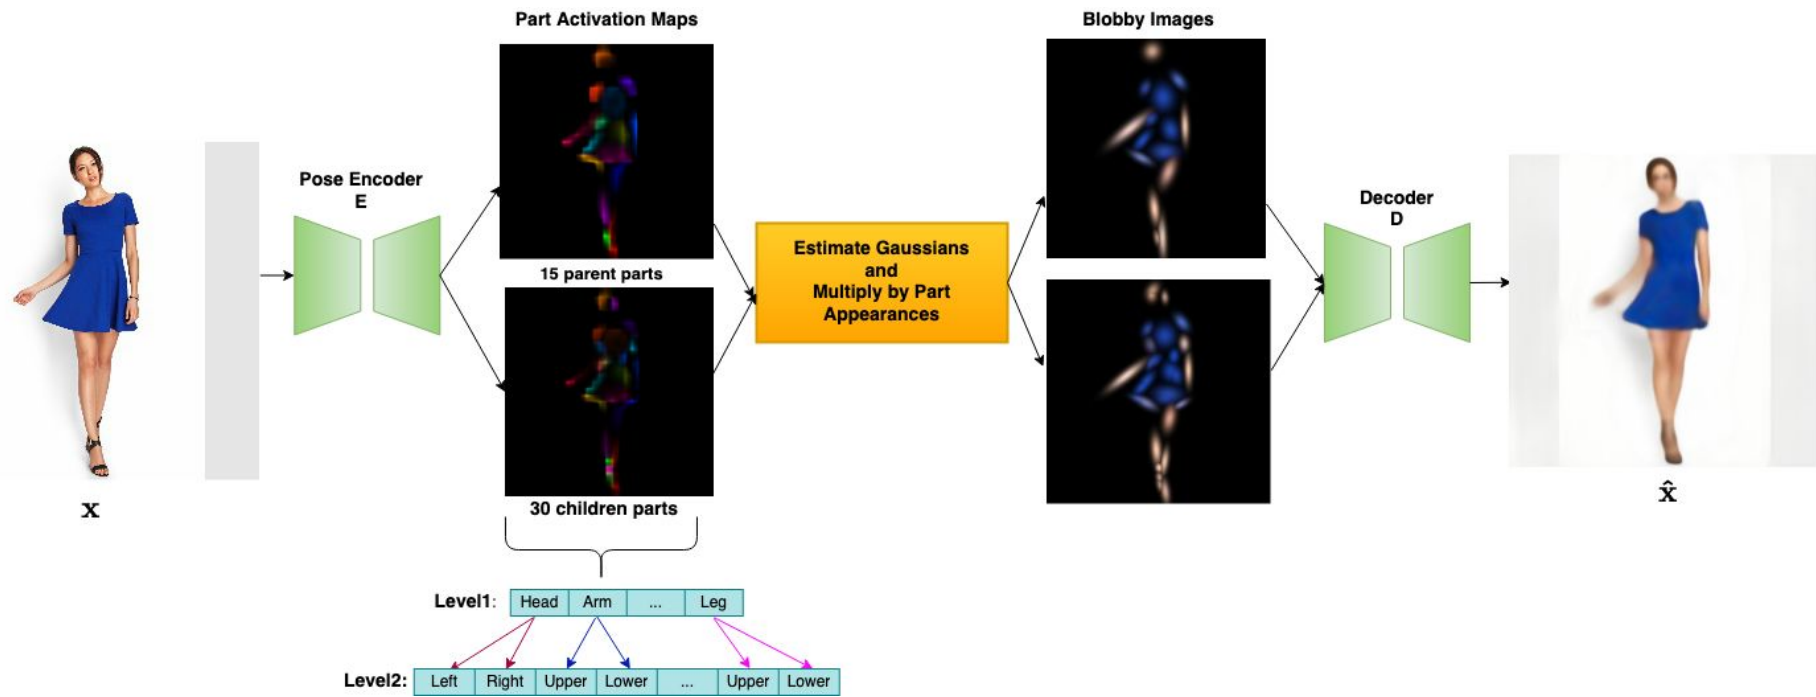 Part Activation Maps
Blobby Images
Pose Encoder
E
15 parent parts
Estimate Gaussians
and
Multiply by Part
Appearances
Decoder
D
x
x̂
30 children parts
Level1: Head Arm ... Leg
Level2: Left Right Upper Lower ... Upper Lower